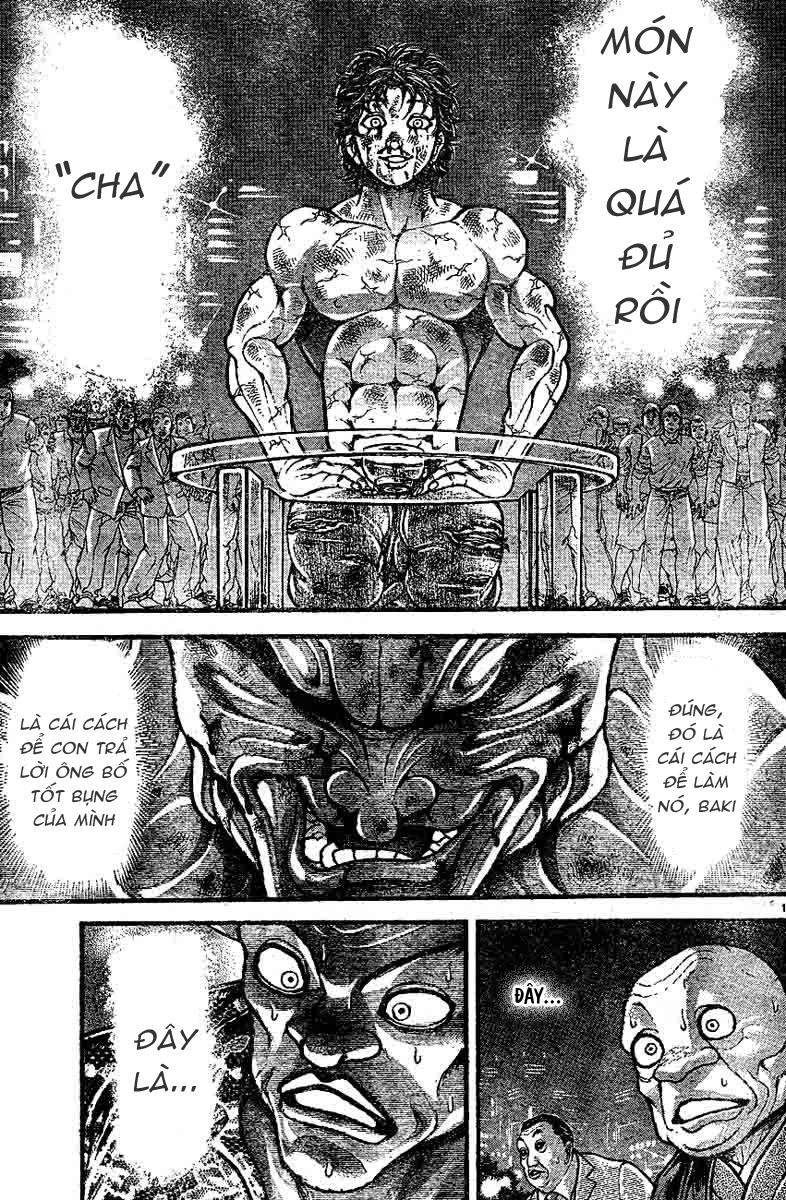 MÓN
NÀY
LÀ
QUÁ
ĐỦ
RỒI
"CHA"
ĐÚNG,
ĐÓ LÀ
CÁI CÁCH
ĐỂ LÀM
NÓ, BAKI
LÀ CÁI CÁCH
ĐỂ CON TRẢ
LỜI ÔNG BỐ
TỐT BỤNG
CỦA MÌNH
1
ĐÂY...
ĐÂY
LÀ...